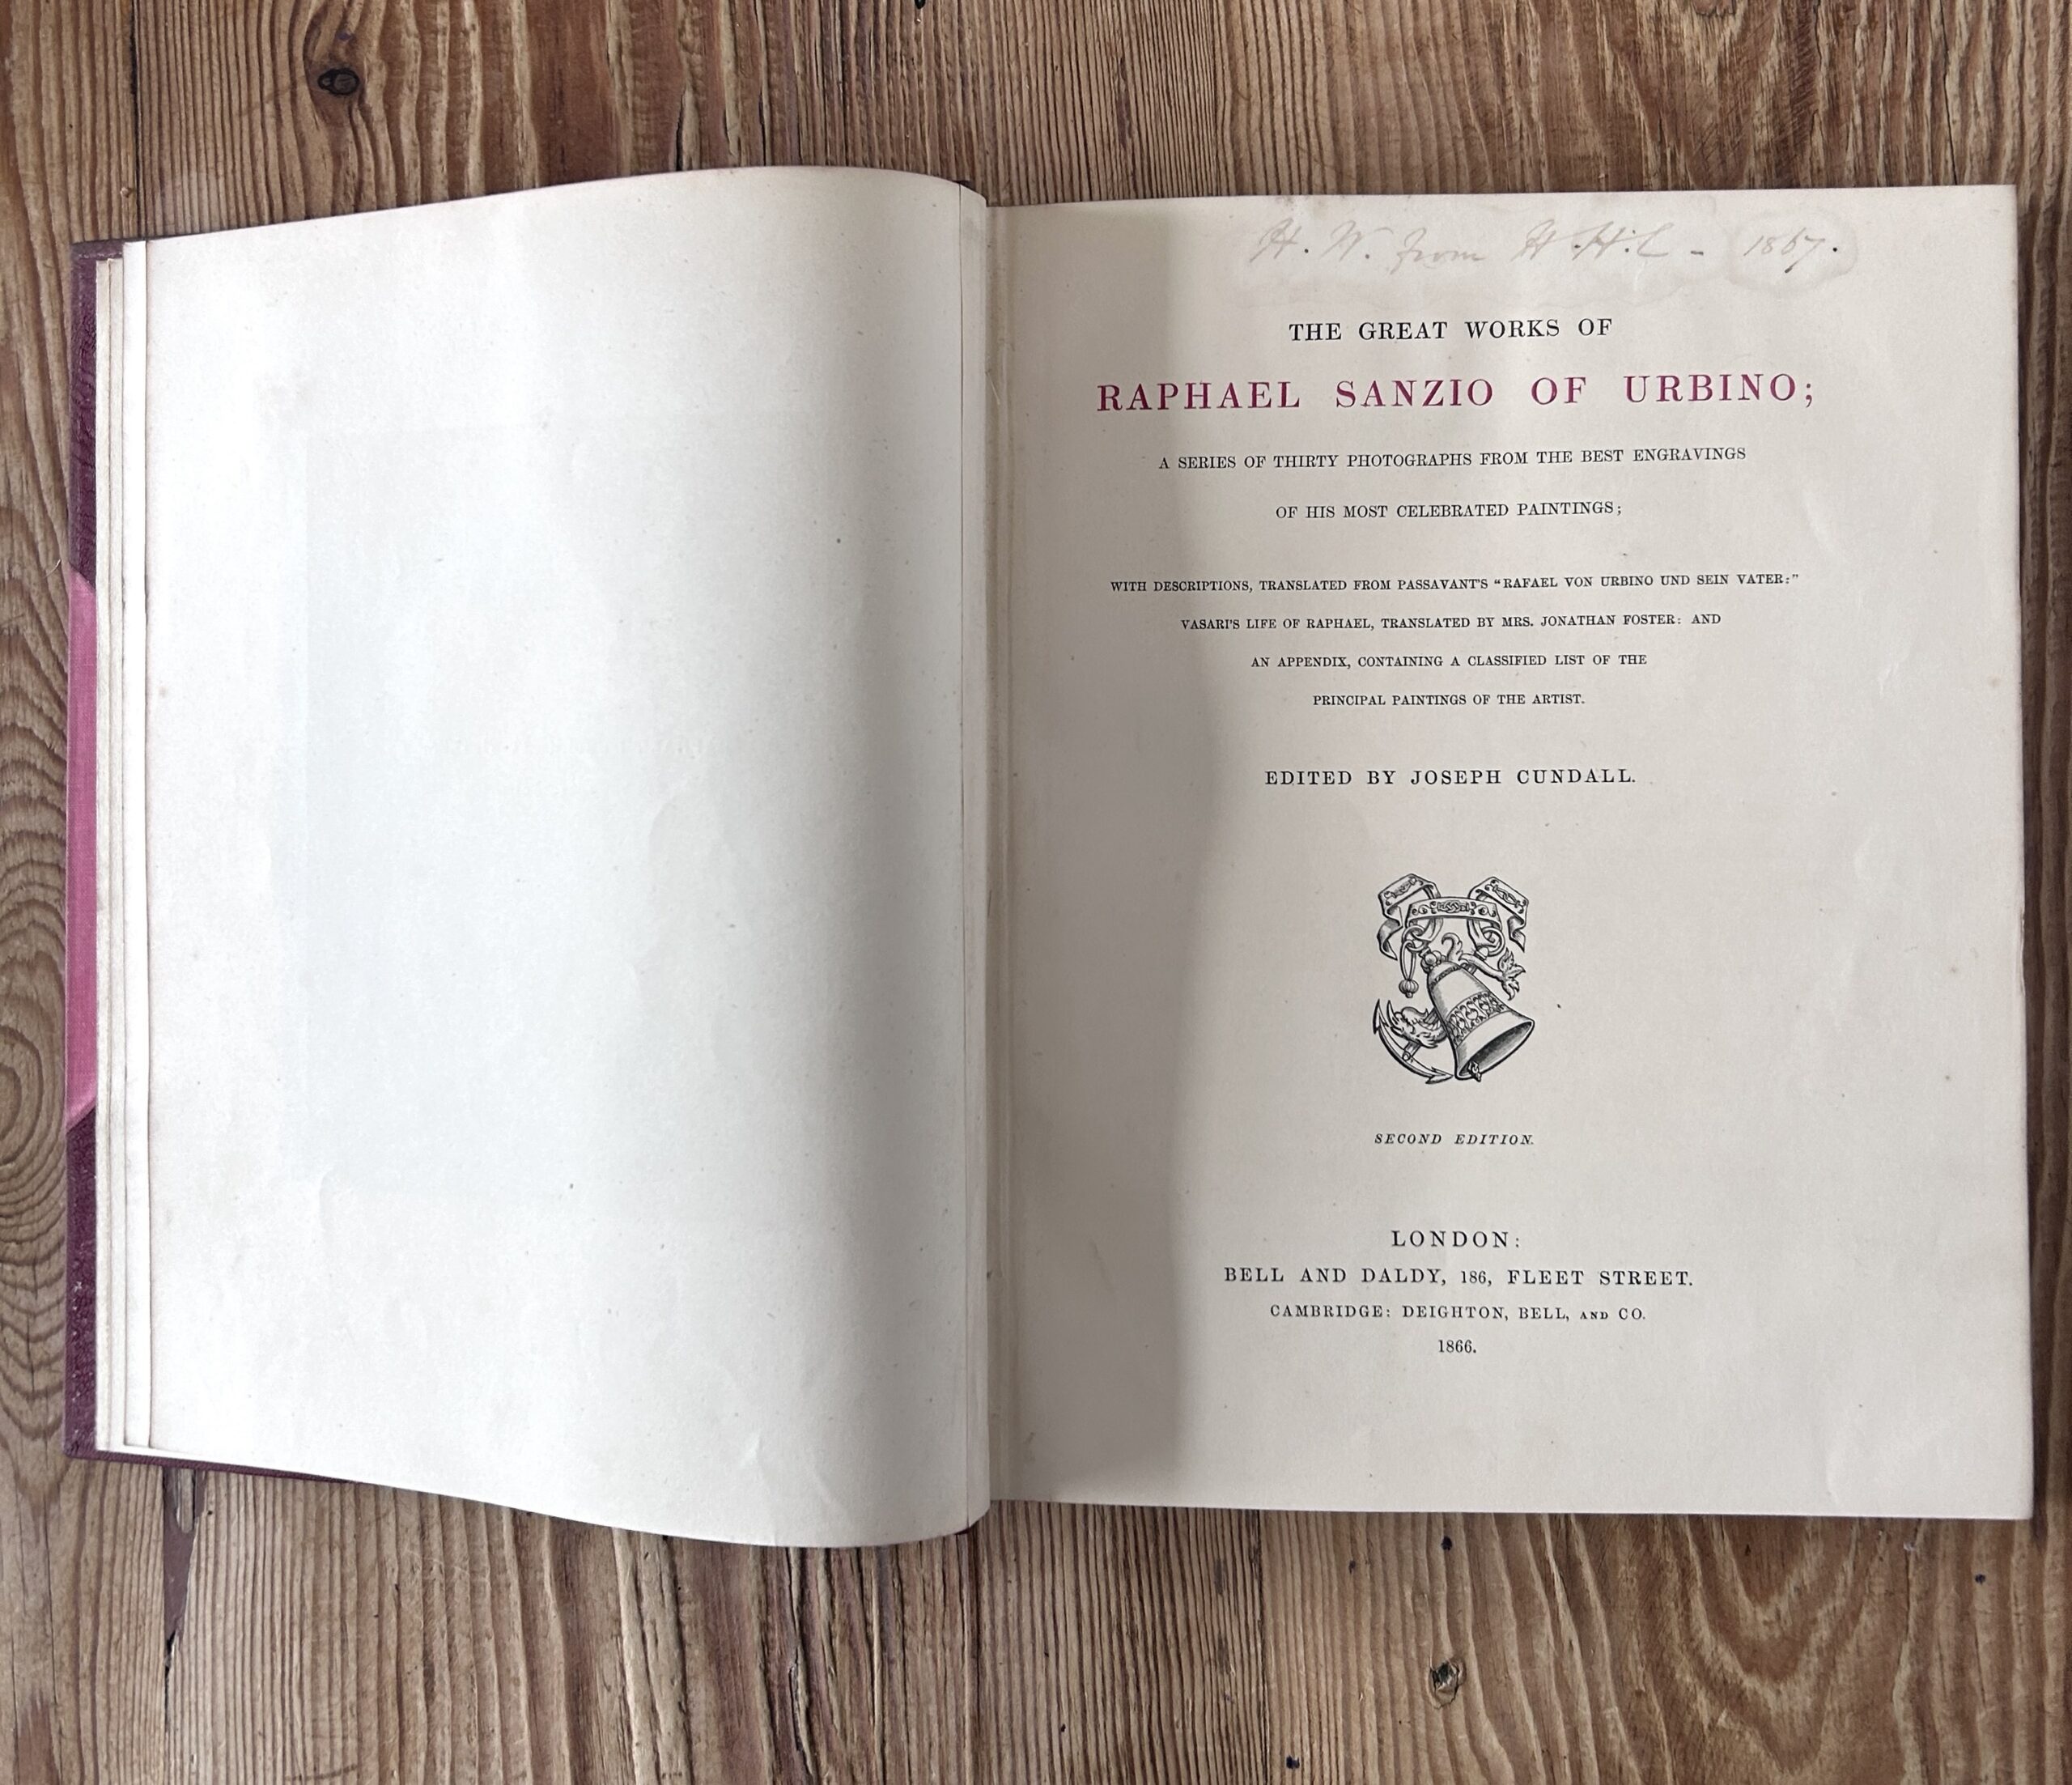 H. W. from H. H. C - 1867.
THE GREAT WORKS OF
RAPHAEL SANZIO OF URBINO;
A SERIES OF THIRTY PHOTOGRAPHS FROM THE BEST ENGRAVINGS
OF HIS MOST CELEBRATED PAINTINGS;
WITH DESCRIPTIONS, TRANSLATED FROM PASSAVANT'S "RAFAEL VON URBINO UND SEIN VATER:"
VASARI'S LIFE OF RAPHAEL, TRANSLATED BY MRS. JONATHAN FOSTER: AND
AN APPENDIX, CONTAINING A CLASSIFIED LIST OF THE
PRINCIPAL PAINTINGS OF THE ARTIST.
EDITED BY JOSEPH CUNDALL.
SECOND EDITION.
LONDON:
BELL AND DALDY, 186, FLEET STREET.
CAMBRIDGE: DEIGHTON, BELL, AND CO.
1866.